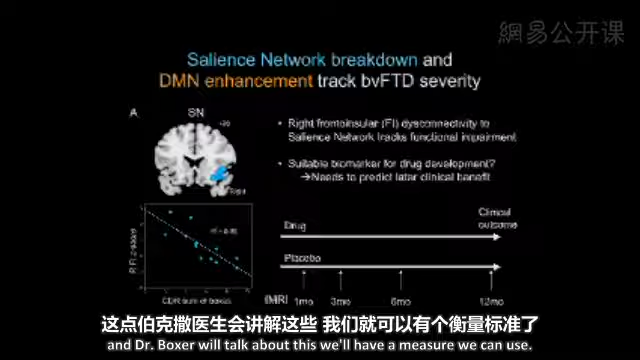 網易公开课
Salience Network breakdown and
DMN enhancement track bvFTD severity
A
SN
Right
• Right frontoinsular (FI) dysconnectivity to
Salience Network tracks functional impairment
• Suitable biomarker for drug development?
→Needs to predict later clinical benefit
R FI z-score
CDR sum of boxes
Drug
Placebo
Clinical
outcome
fMRI
1mo
3mo
6mo
12mo
这点伯克撒医生会讲解这些 我们就可以有个衡量标准了
and Dr. Boxer will talk about this we'll have a measure we can use.